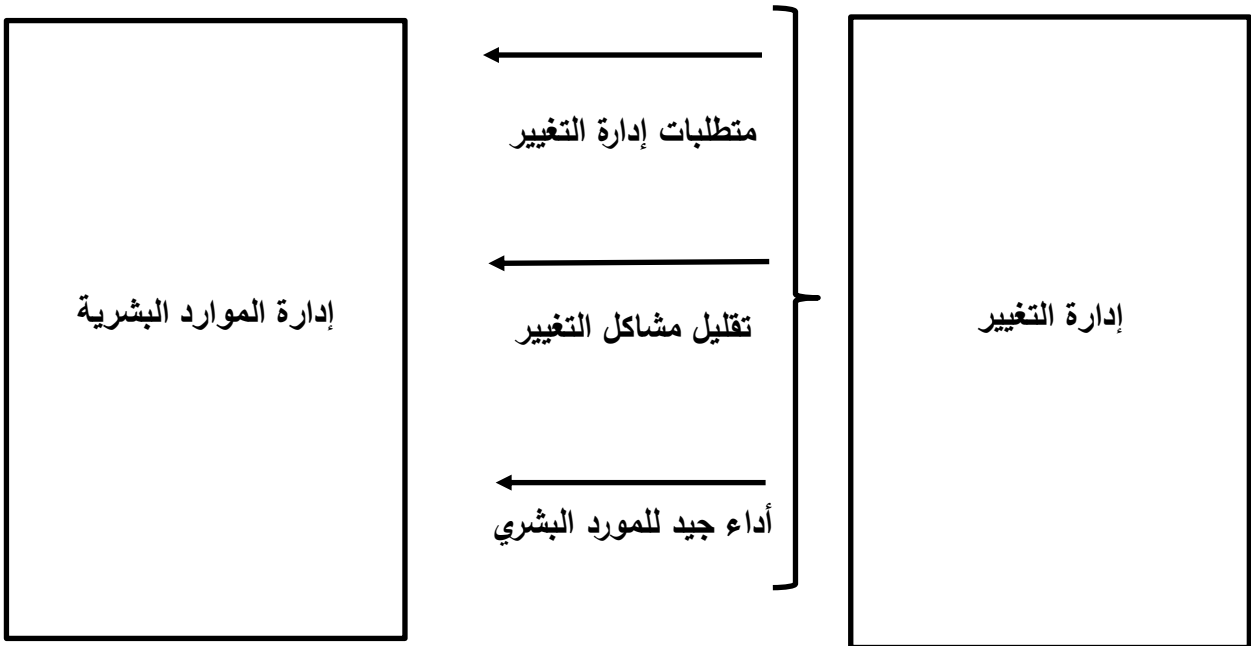 إدارة التغيير
متطلبات إدارة التغيير
تقليل مشاكل التغيير
أداء جيد للمورد البشري
إدارة الموارد البشرية